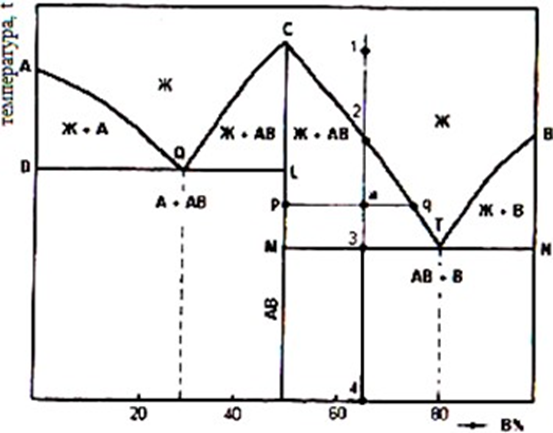 температура, t
C
1
A
Ж
2
Ж
B
Ж + A
Ж + AB
Ж + AB
D
Q
L
A + AB
P
a
q
Ж + B
T
M
3
N
AB + B
AB
4
20
40
60
80
B%